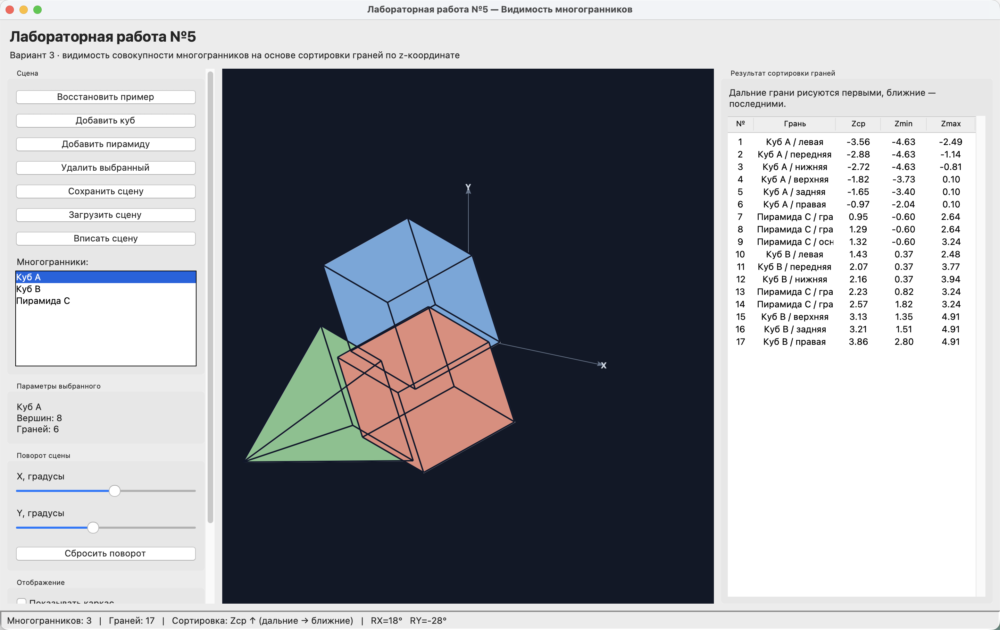 Лабораторная работа №5 — Видимость многогранников
Лабораторная работа №5
Вариант 3 · видимость совокупности многогранников на основе сортировки граней по z-координате
Сцена
Восстановить пример
Добавить куб
Добавить пирамиду
Удалить выбранный
Сохранить сцену
Загрузить сцену
Вписать сцену
Многогранники:
Куб A
Куб B
Пирамида C
Параметры выбранного
Куб A
Вершин: 8
Граней: 6
Поворот сцены
X, градусы
Y, градусы
Сбросить поворот
Отображение
Показывать каркас
Y
X
Результат сортировки граней
Дальние грани рисуются первыми, ближние —
последними.
№ Грань Zср Zmin Zmax
1 Куб A / левая -3.56 -4.63 -2.49
2 Куб A / передняя -2.88 -4.63 -1.14
3 Куб A / нижняя -2.72 -4.63 -0.81
4 Куб A / верхняя -1.82 -3.73 0.10
5 Куб A / задняя -1.65 -3.40 0.10
6 Куб A / правая -0.97 -2.04 0.10
7 Пирамида C / гра 0.95 -0.60 2.64
8 Пирамида C / гра 1.29 -0.60 2.64
9 Пирамида C / осн 1.32 -0.60 3.24
10 Куб B / левая 1.43 0.37 2.48
11 Куб B / передняя 2.07 0.37 3.77
12 Куб B / нижняя 2.16 0.37 3.94
13 Пирамида C / гра 2.23 0.82 3.24
14 Пирамида C / гра 2.57 1.82 3.24
15 Куб B / верхняя 3.13 1.35 4.91
16 Куб B / задняя 3.21 1.51 4.91
17 Куб B / правая 3.86 2.80 4.91
Многогранников: 3 | Граней: 17 | Сортировка: Zср ↑ (дальние → ближние) | RX=18° RY=-28°